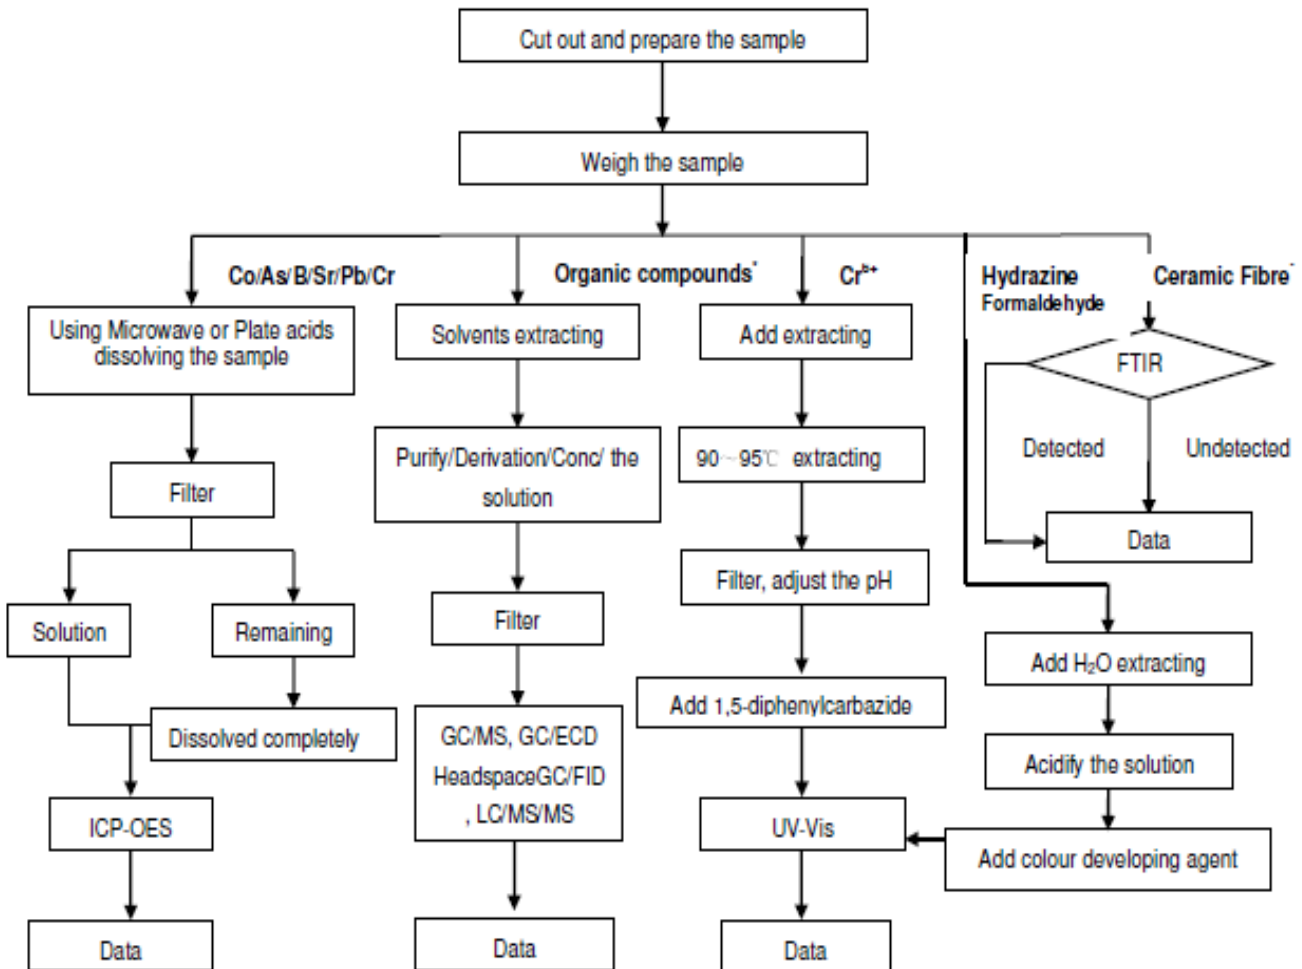 Cut out and prepare the sample
Weigh the sample
Co/As/B/Sr/Pb/Cr
Organic compounds*
Cr⁶⁺
Hydrazine
Formaldehyde
Ceramic Fibre*
Using Microwave or Plate acids
dissolving the sample
Solvents extracting
Add extracting
FTIR
Purify/Derivation/Conc/ the
solution
90~95℃ extracting
Detected
Undetected
Filter
Data
Filter, adjust the pH
Solution
Remaining
Filter
Add H₂O extracting
Add 1,5-diphenylcarbazide
Dissolved completely
GC/MS, GC/ECD
HeadspaceGC/FID
, LC/MS/MS
Acidify the solution
ICP-OES
UV-Vis
Add colour developing agent
Data
Data
Data